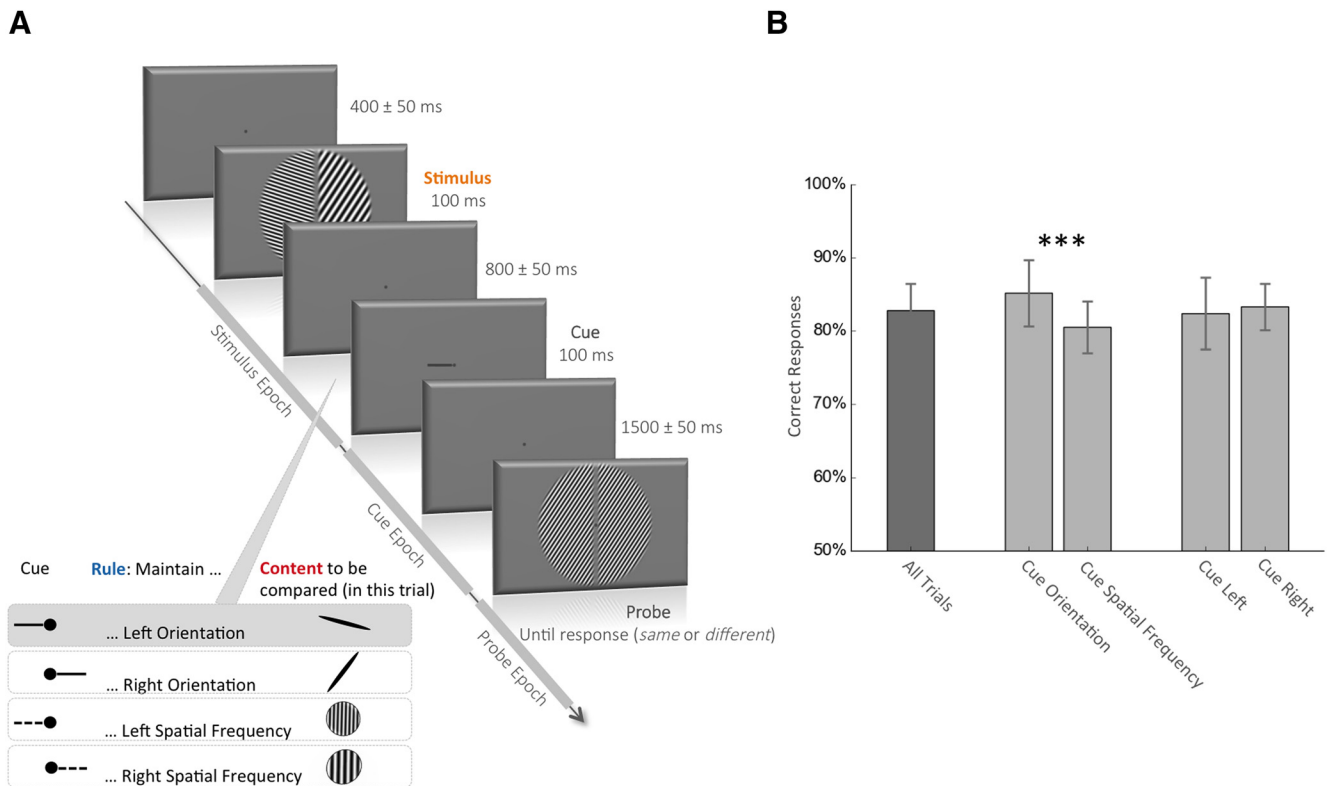 A
400 ± 50 ms
Stimulus
100 ms
800 ± 50 ms
Cue
100 ms
1500 ± 50 ms
Stimulus Epoch
Cue Epoch
Probe Epoch
Probe
Until response (same or different)
Cue
Rule: Maintain ...
Content to be
compared (in this trial)
... Left Orientation
... Right Orientation
... Left Spatial Frequency
... Right Spatial Frequency
B
Correct Responses
100%
90%
80%
70%
60%
50%
***
All Trials
Cue Orientation
Cue Spatial Frequency
Cue Left
Cue Right